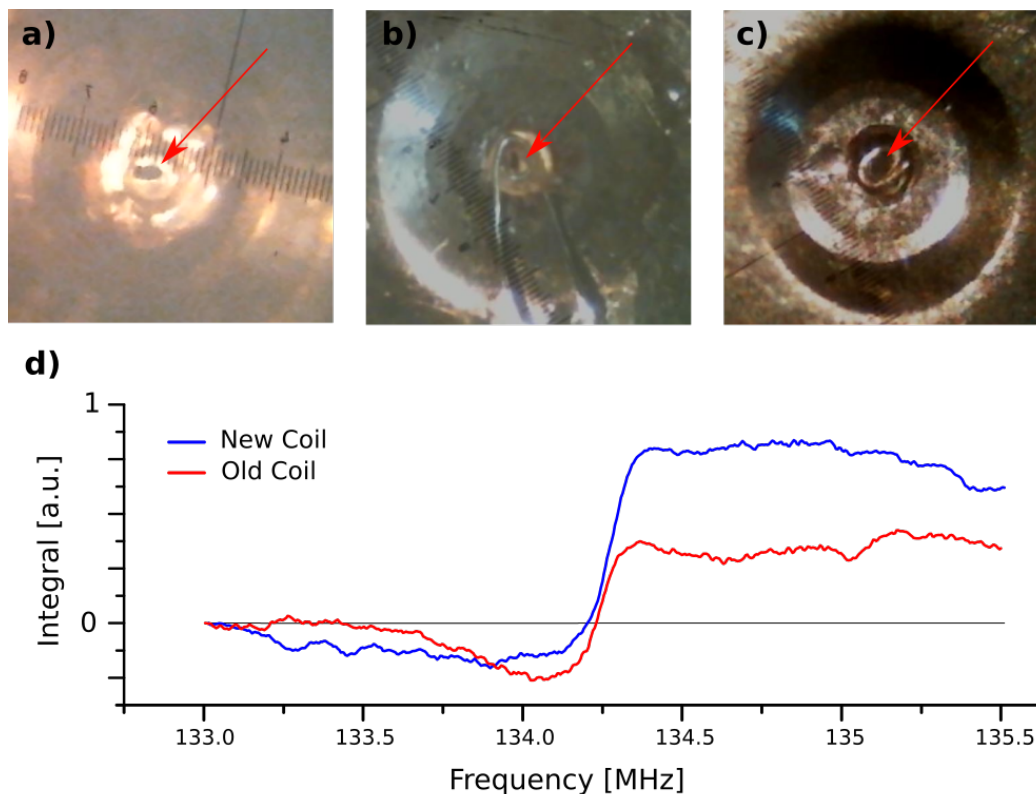 a)
b)
c)
d)
1
New Coil
Old Coil
Integral [a.u.]
0
133.0 133.5 134.0 134.5 135 135.5
Frequency [MHz]